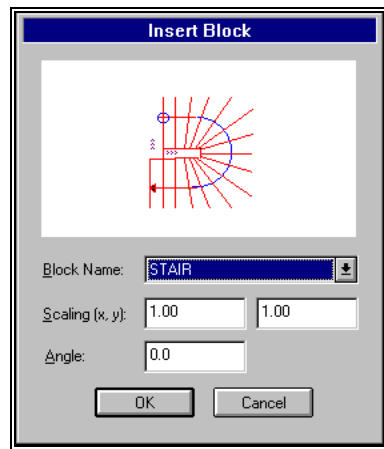 Insert Block
Block Name: STAIR
Scaling (x, y): 1.00 1.00
Angle: 0.0
OK Cancel